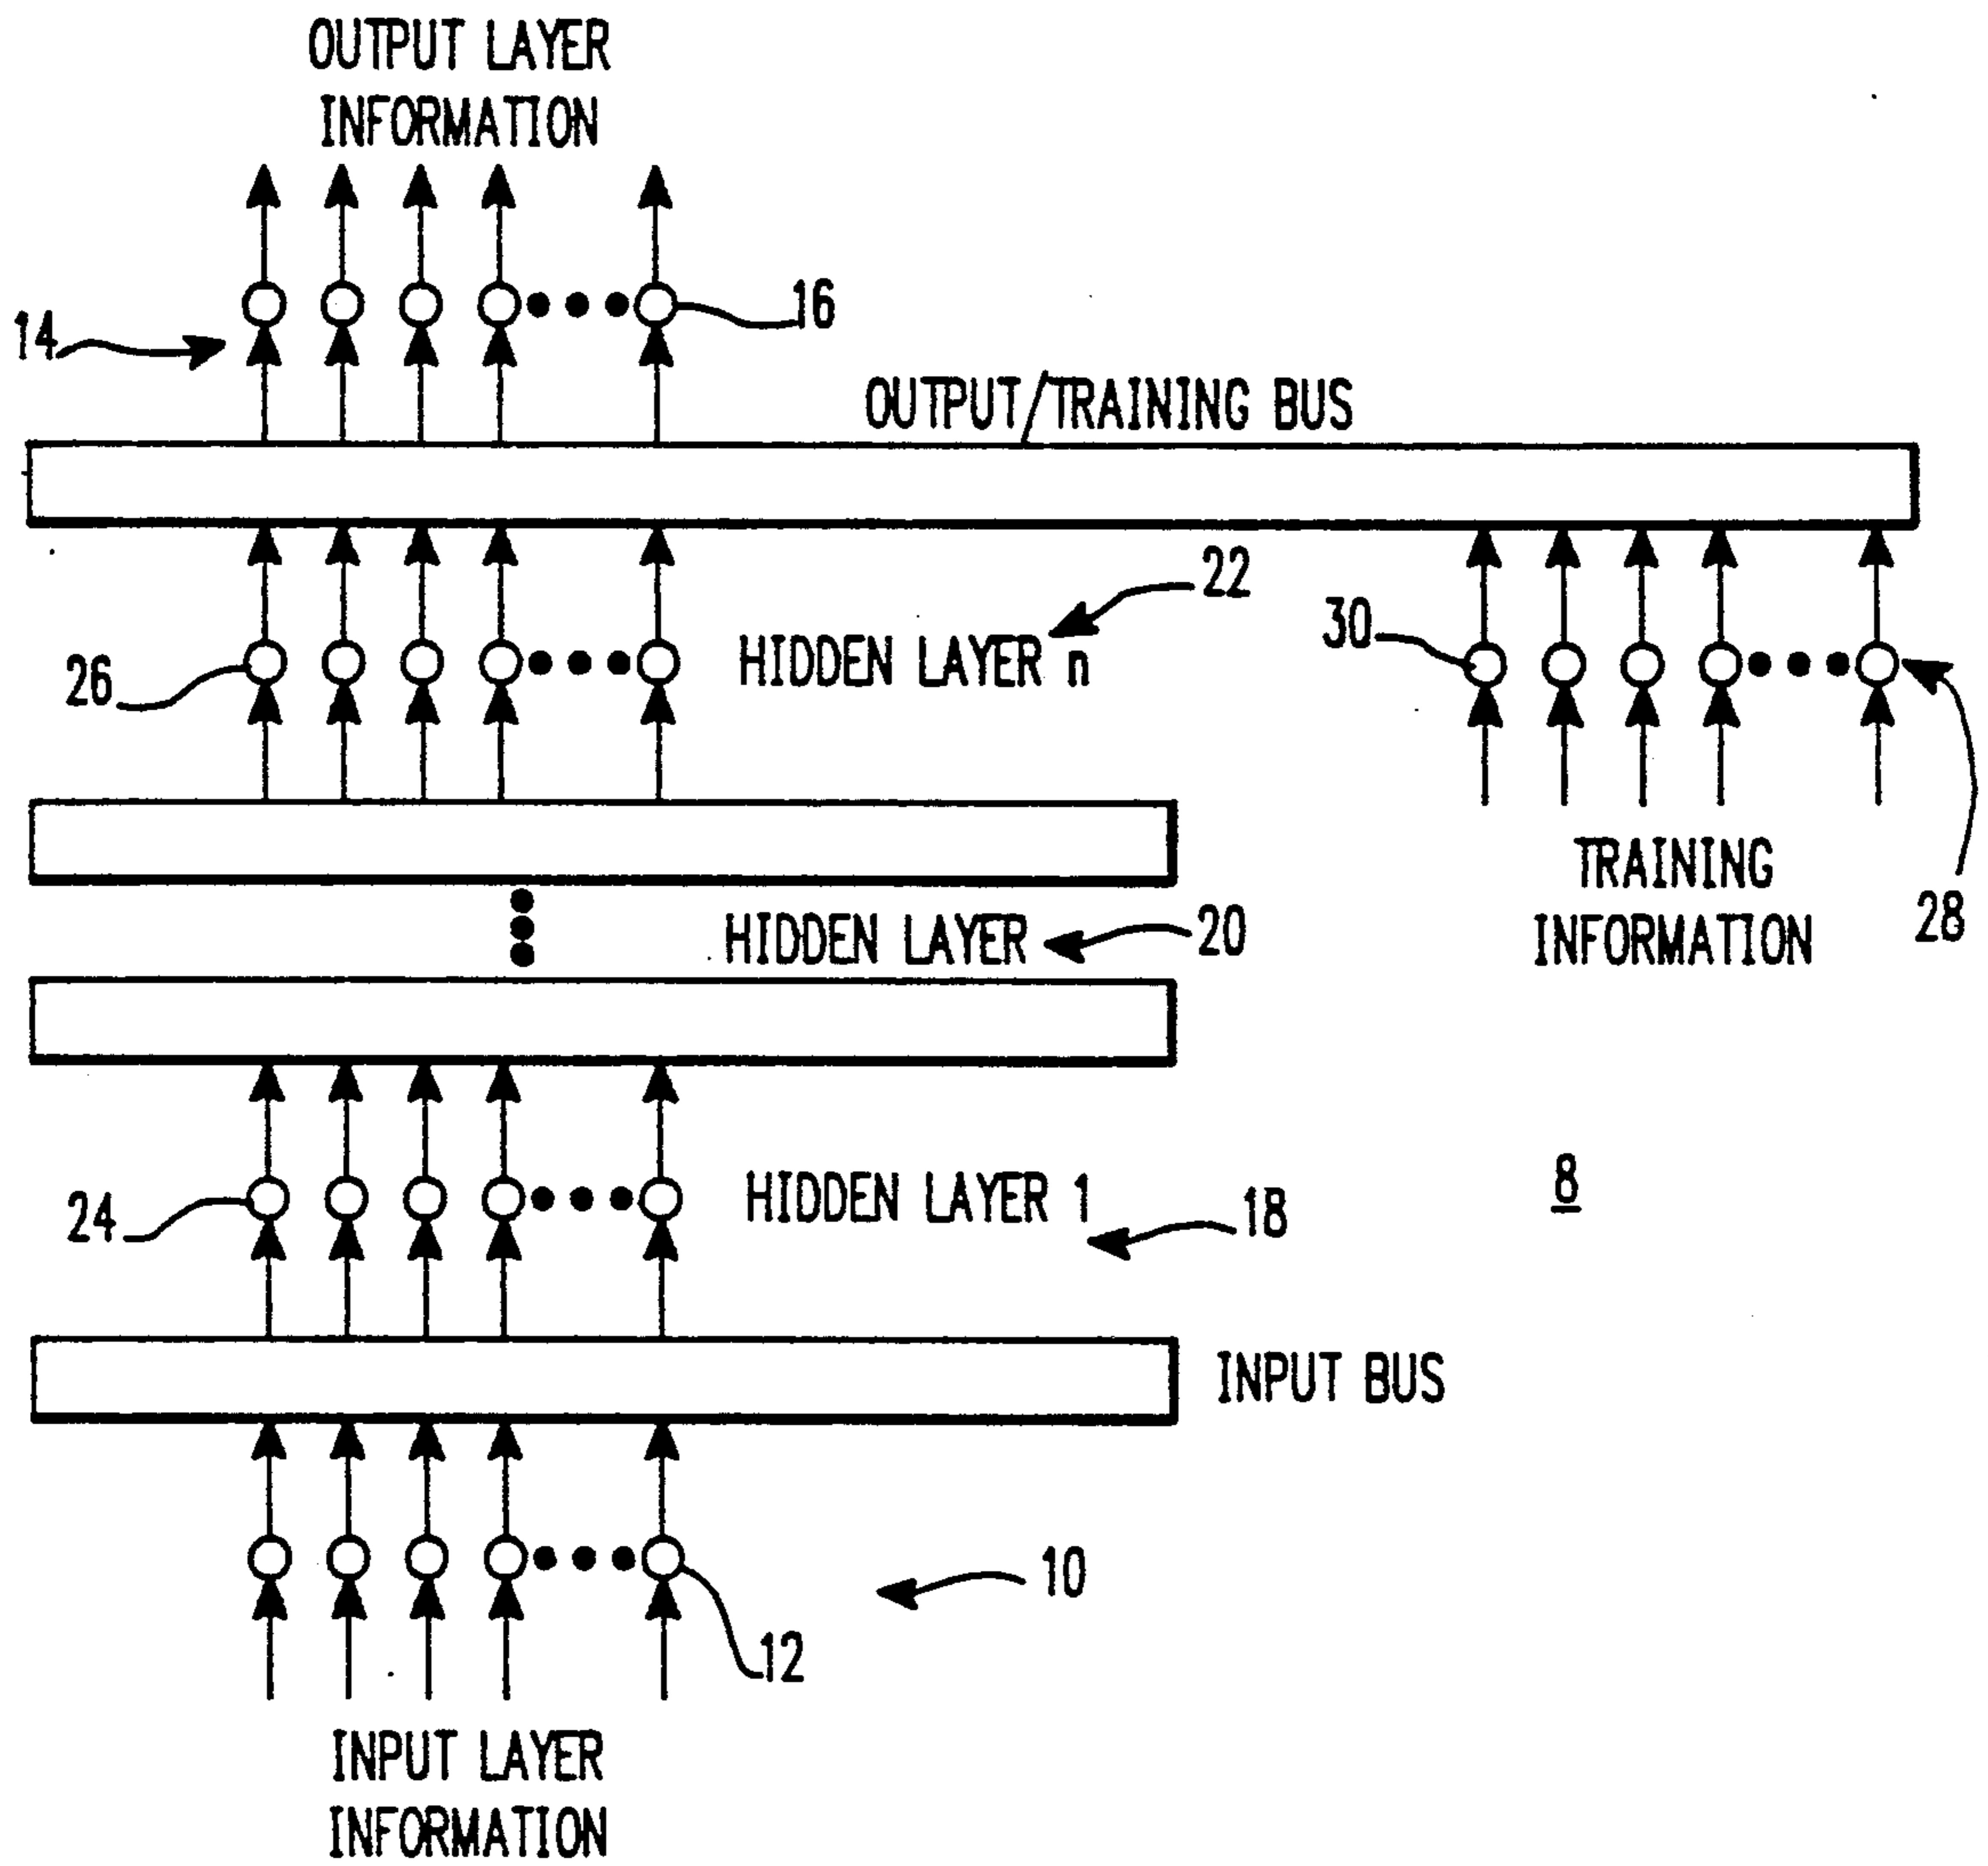 OUTPUT LAYER
INFORMATION
16
14
OUTPUT/TRAINING BUS
22
30
HIDDEN LAYER n
26
TRAINING
INFORMATION
28
HIDDEN LAYER
20
8
HIDDEN LAYER 1
24
18
INPUT BUS
10
12
INPUT LAYER
INFORMATION